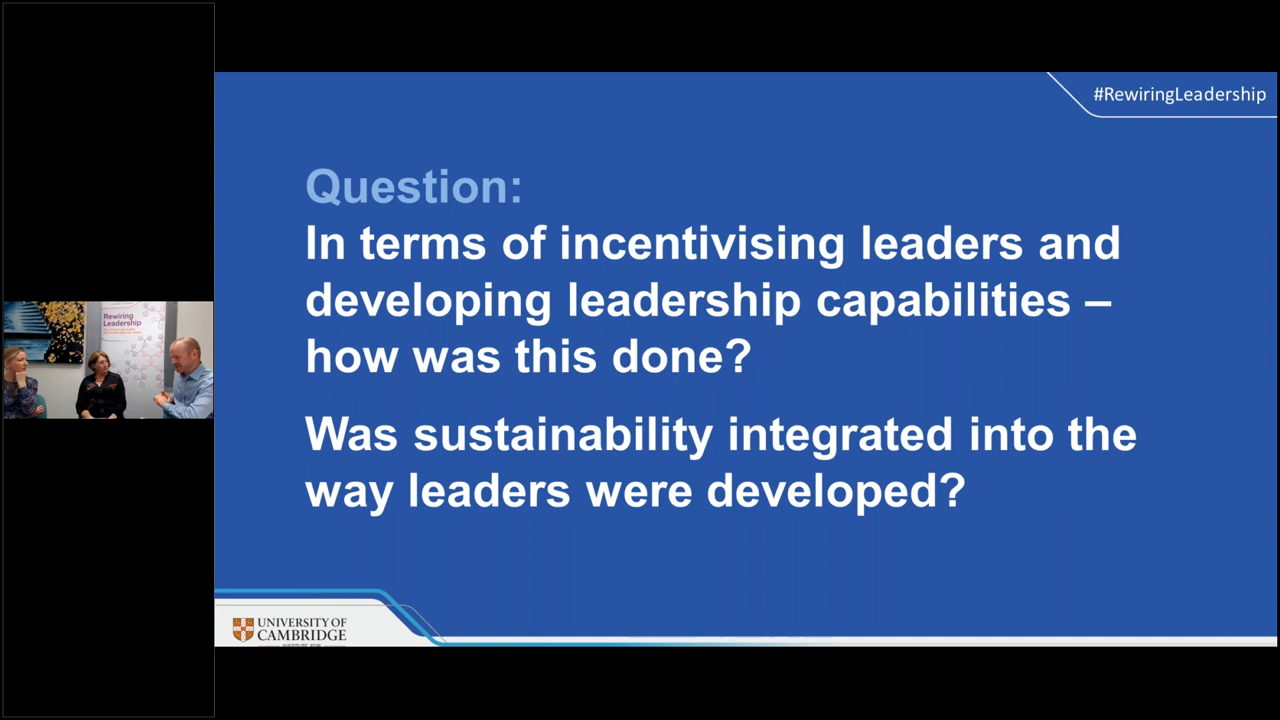 #RewiringLeadership
Question:
In terms of incentivising leaders and
developing leadership capabilities –
how was this done?
Was sustainability integrated into the
way leaders were developed?
Rewiring
Leadership
UNIVERSITY OF
CAMBRIDGE